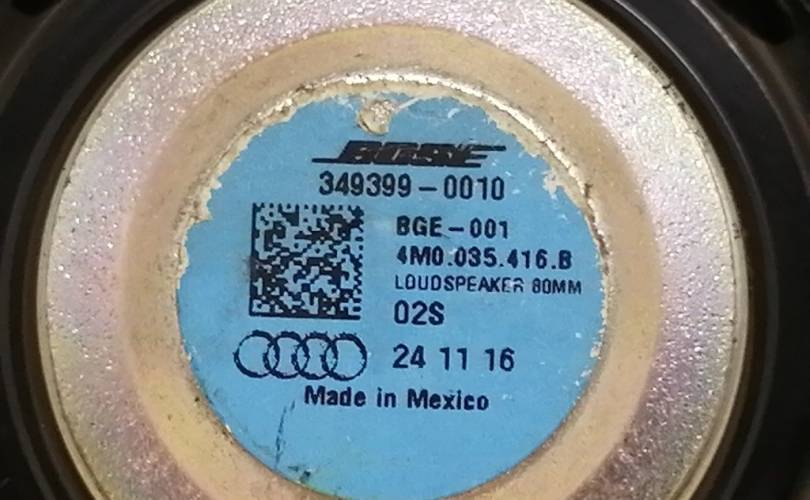 BOSE
349399-0010
BGE-001
4M0.035.416.B
LOUDSPEAKER 80MM
02S
24 11 16
Made in Mexico